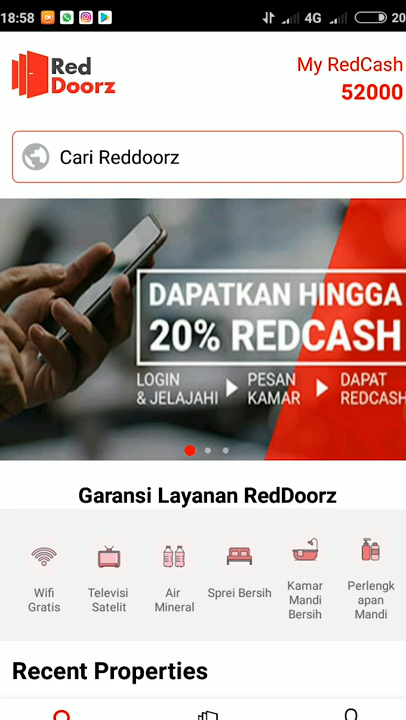 18:58
4G
20
Red
Doorz
My RedCash
52000
Cari Reddoorz
DAPATKAN HINGGA
20% REDCASH
LOGIN
& JELAJAHI
PESAN
KAMAR
DAPAT
REDCASH
Garansi Layanan RedDoorz
Wifi
Gratis
Televisi
Satelit
Air
Mineral
Sprei Bersih
Kamar
Mandi
Bersih
Perlengk
apan
Mandi
Recent Properties